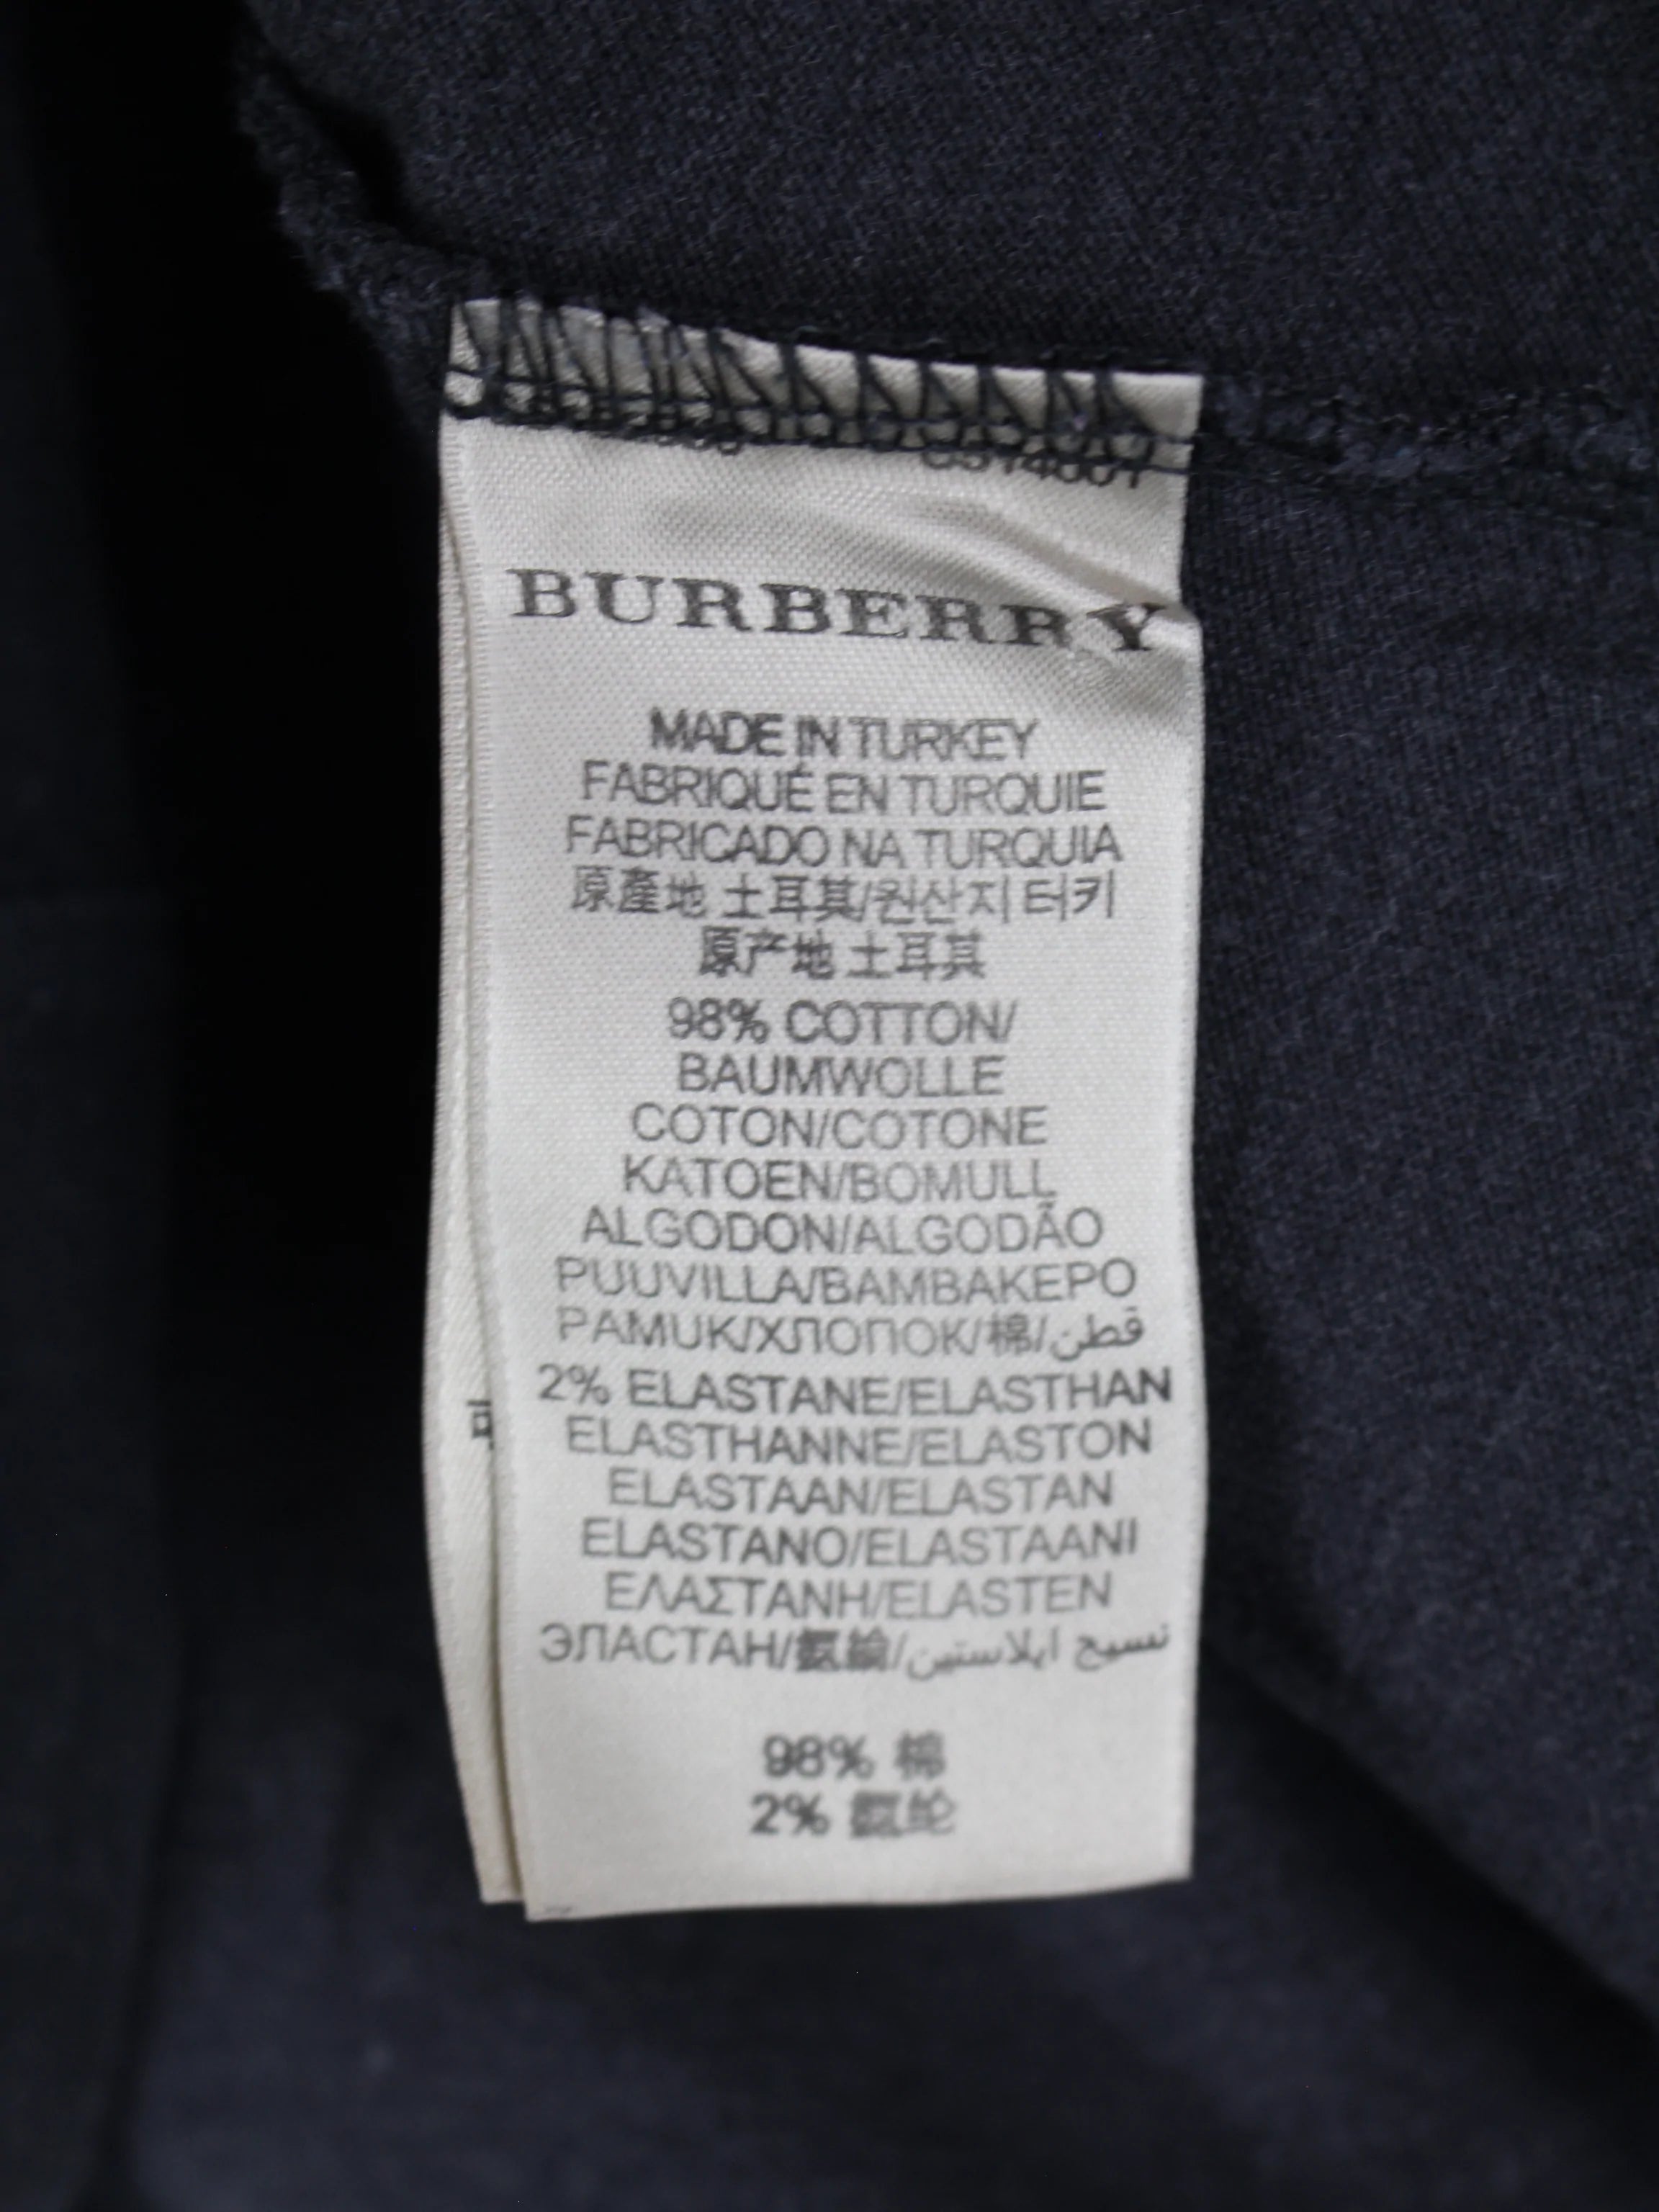 BURBERRY
MADE IN TURKEY
FABRIQUÉ EN TURQUIE
FABRICADO NA TURQUIA
原產地 土耳其/원산지 터키
原产地 土耳其
98% COTTON/
BAUMWOLLE
COTON/COTONE
KATOEN/BOMULL
ALGODON/ALGODÃO
PUUVILLA/BAMBAKEPO
PAMUK/ХЛОПОК/棉/قطن
2% ELASTANE/ELASTHAN
ELASTHANNE/ELASTON
ELASTAAN/ELASTAN
ELASTANO/ELASTAANI
ΕΛΑΣΤΑΝΗ/ELASTEN
ЭЛАСТАН/氨綸/نسيج ايلاستين
98% 棉
2% 氨纶